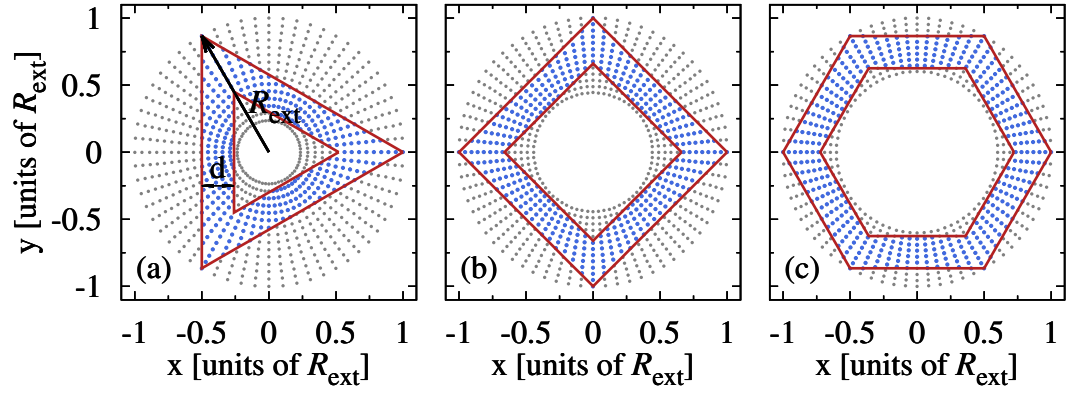 y [units of R_ext]
1
0.5
0
-0.5
-1
R_ext
d
(a)
(b)
(c)
-1 -0.5 0 0.5 1
-1 -0.5 0 0.5 1
-1 -0.5 0 0.5 1
x [units of R_ext]
x [units of R_ext]
x [units of R_ext]